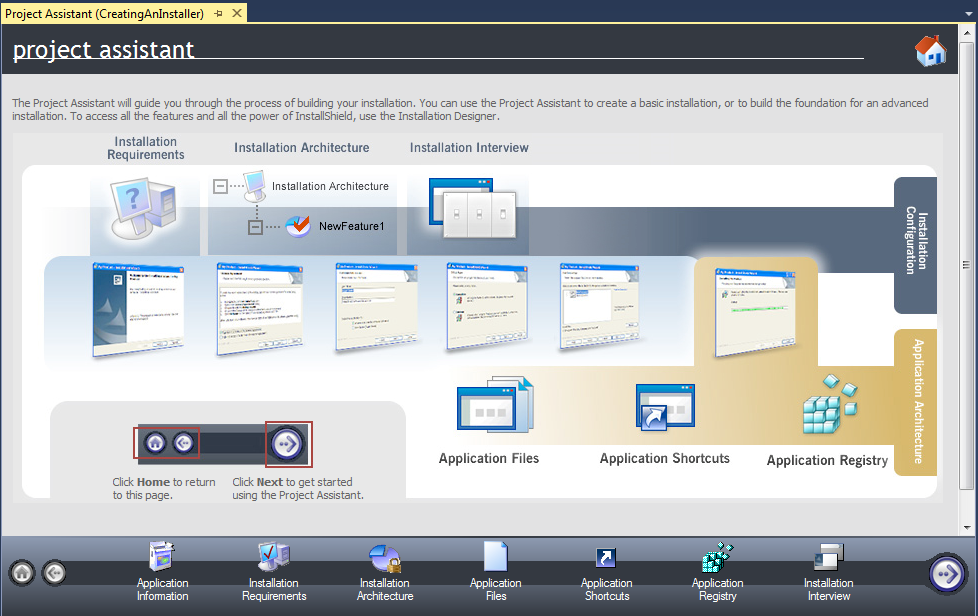 Project Assistant (CreatingAnInstaller)
project assistant
The Project Assistant will guide you through the process of building your installation. You can use the Project Assistant to create a basic installation, or to build the foundation for an advanced
installation. To access all the features and all the power of InstallShield, use the Installation Designer.
Installation
Requirements
Installation Architecture
Installation Interview
Installation Architecture
NewFeature1
Installation
Configuration
Application Architecture
Application Files
Application Shortcuts
Application Registry
Click Home to return
to this page.
Click Next to get started
using the Project Assistant.
Application
Information
Installation
Requirements
Installation
Architecture
Application
Files
Application
Shortcuts
Application
Registry
Installation
Interview